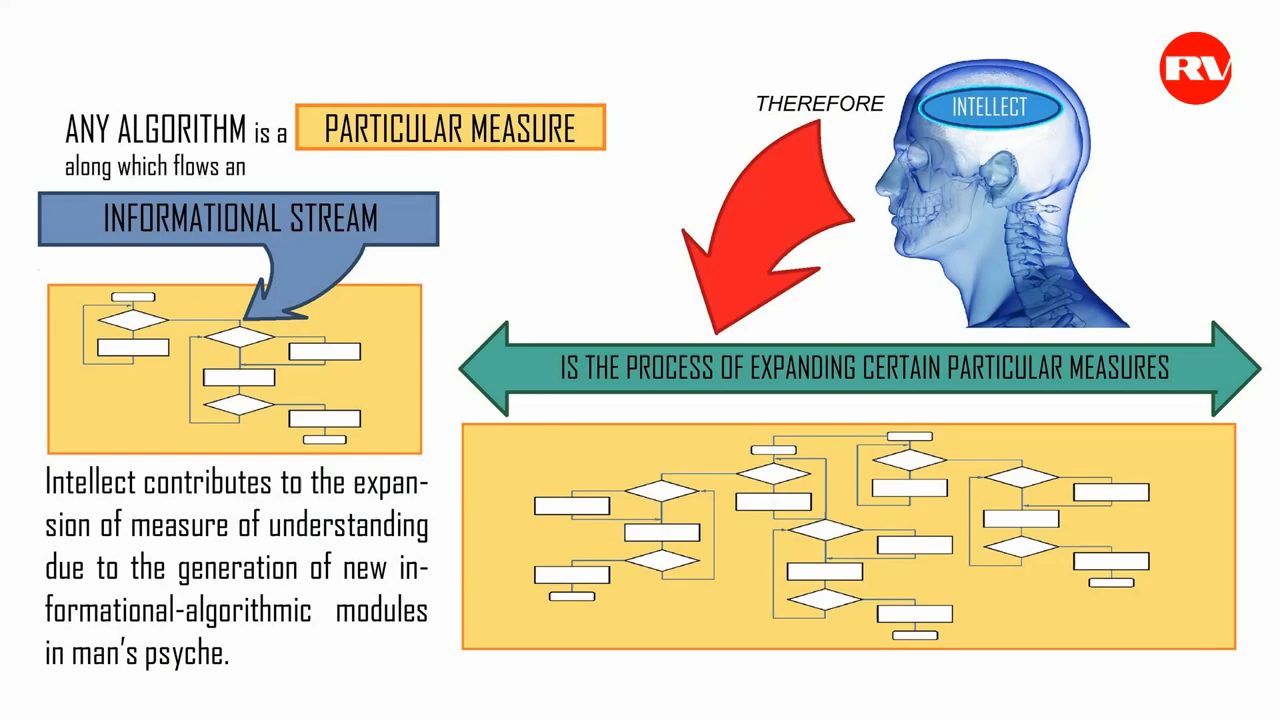 ANY ALGORITHM is a PARTICULAR MEASURE
along which flows an
INFORMATIONAL STREAM
Intellect contributes to the expan-
sion of measure of understanding
due to the generation of new in-
formational-algorithmic modules
in man's psyche.
THEREFORE
INTELLECT
RV
IS THE PROCESS OF EXPANDING CERTAIN PARTICULAR MEASURES